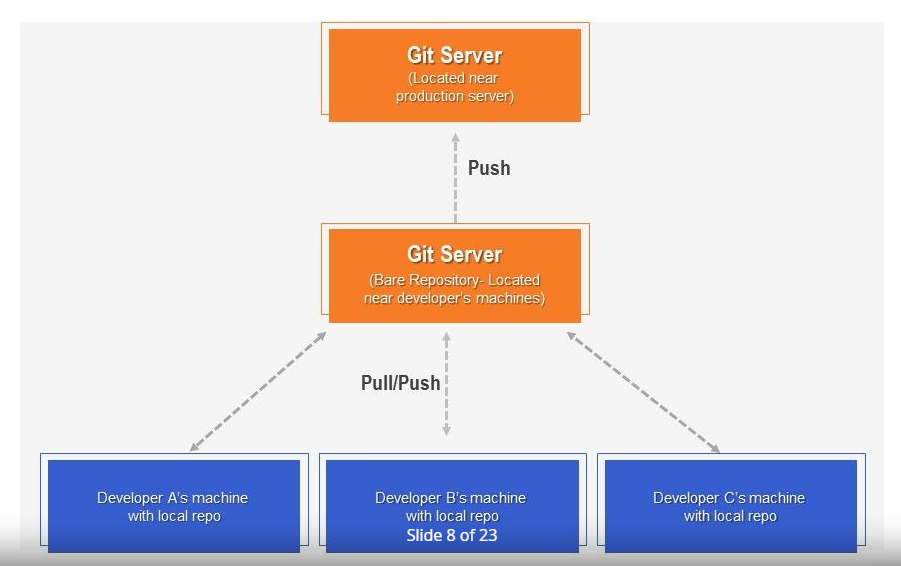 Git Server
(Located near
production server)
Push
Git Server
(Bare Repository- Located
near developer's machines)
Pull/Push
Developer A's machine
with local repo
Developer B's machine
with local repo
Developer C's machine
with local repo
Slide 8 of 23